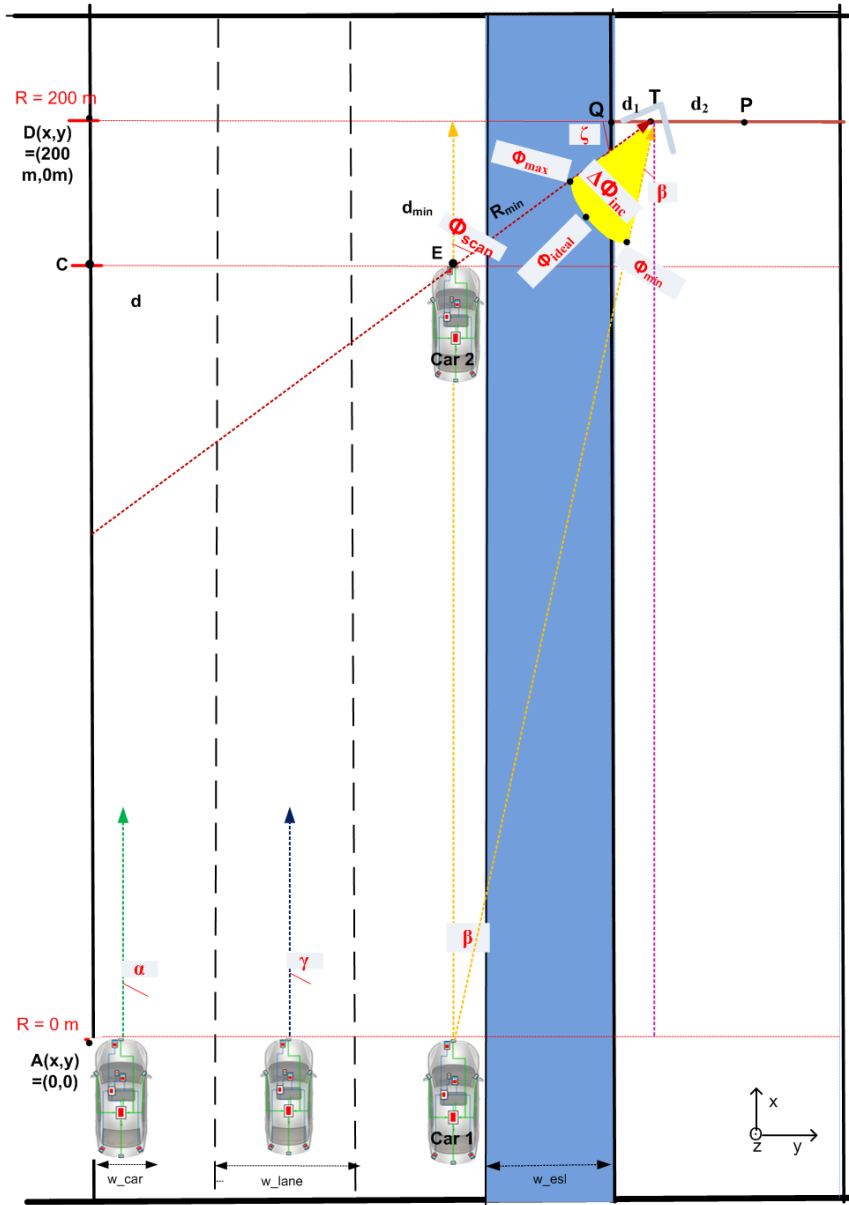 R = 200 m
D(x,y)
=(200
m,0m)
Q
d1
T
d2
P
ζ
Φmax
ΔΦinc
β
dmin
Rmin
Φscan
Φideal
Φmin
C
E
d
Car 2
α
γ
β
R = 0 m
A(x,y)
=(0,0)
Car 1
x
z
y
w_car
...
w_lane
w_esl